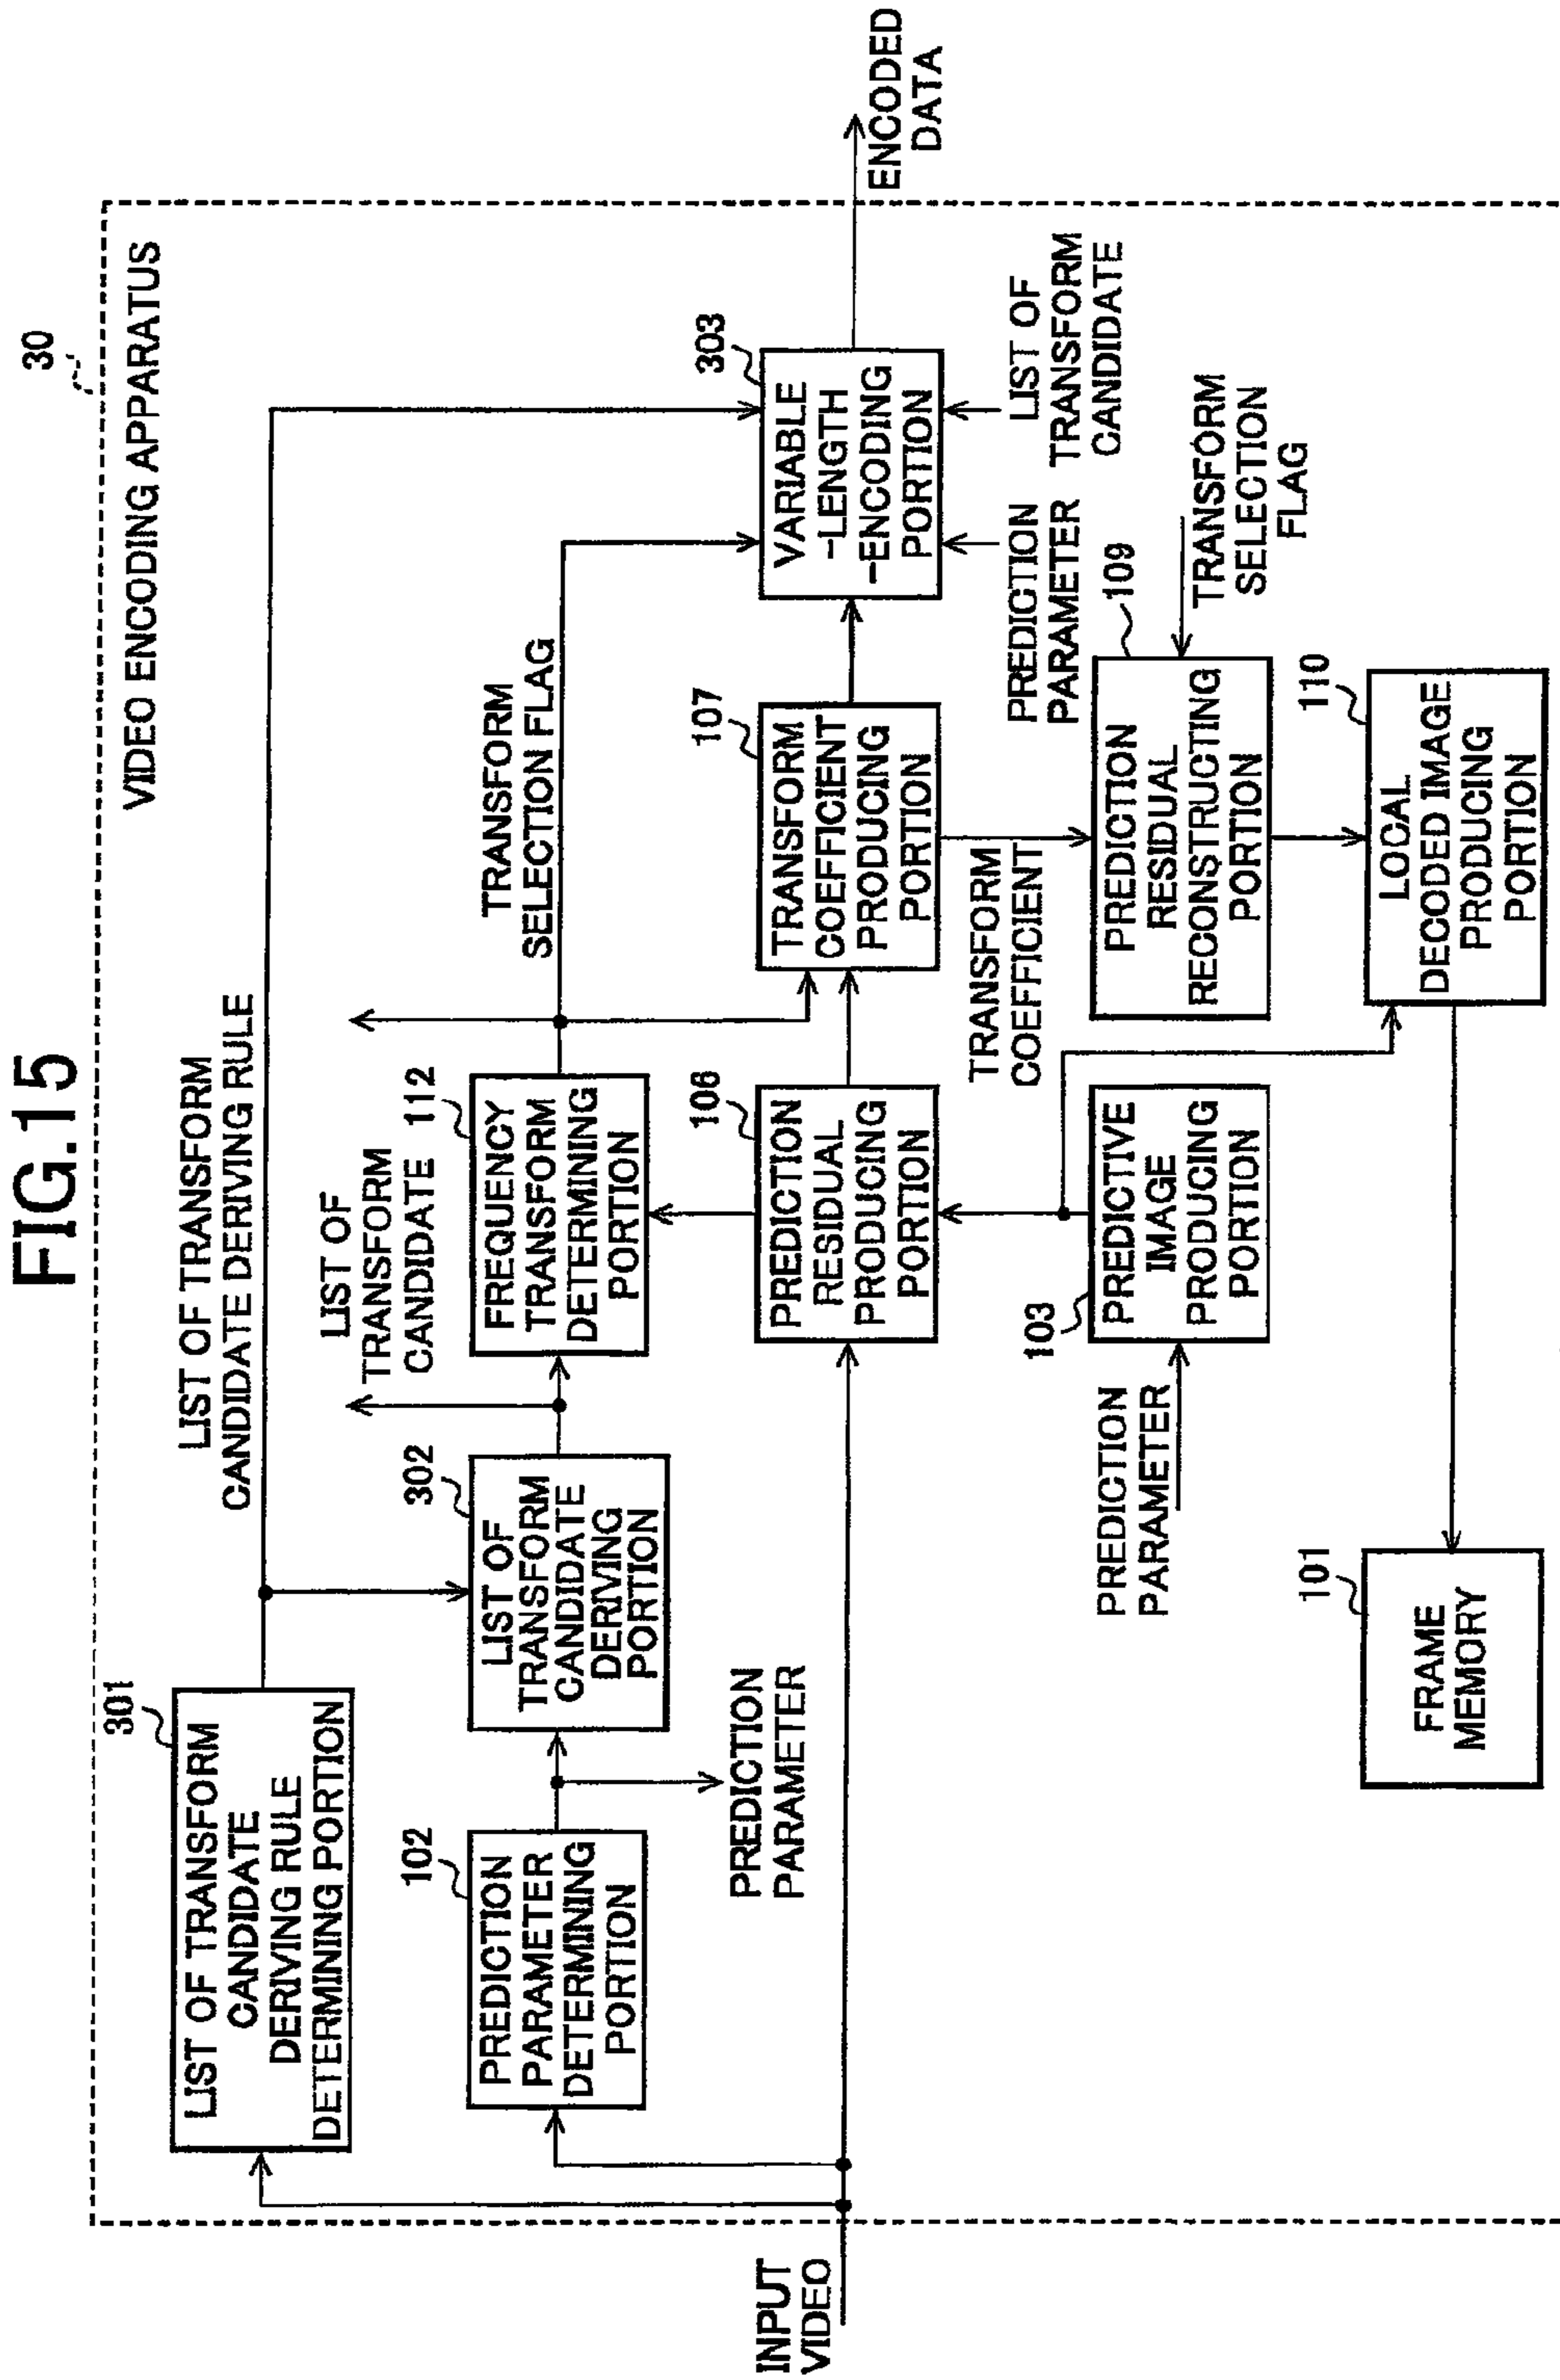 FIG.15
30
VIDEO ENCODING APPARATUS
301
LIST OF TRANSFORM
CANDIDATE
DERIVING RULE
DETERMINING PORTION
LIST OF TRANSFORM
CANDIDATE DERIVING RULE
102
PREDICTION
PARAMETER
DETERMINING
PORTION
302
LIST OF
TRANSFORM
CANDIDATE
DERIVING
PORTION
LIST OF
TRANSFORM
CANDIDATE
112
FREQUENCY
TRANSFORM
DETERMINING
PORTION
TRANSFORM
SELECTION FLAG
PREDICTION
PARAMETER
INPUT
VIDEO
106
PREDICTION
RESIDUAL
PRODUCING
PORTION
107
TRANSFORM
COEFFICIENT
PRODUCING
PORTION
303
VARIABLE
-LENGTH
-ENCODING
PORTION
ENCODED
DATA
PREDICTION
PARAMETER
LIST OF
TRANSFORM
CANDIDATE
TRANSFORM
COEFFICIENT
PREDICTION
PARAMETER
103
PREDICTIVE
IMAGE
PRODUCING
PORTION
109
PREDICTION
RESIDUAL
RECONSTRUCTING
PORTION
TRANSFORM
SELECTION
FLAG
101
FRAME
MEMORY
110
LOCAL
DECODED IMAGE
PRODUCING
PORTION